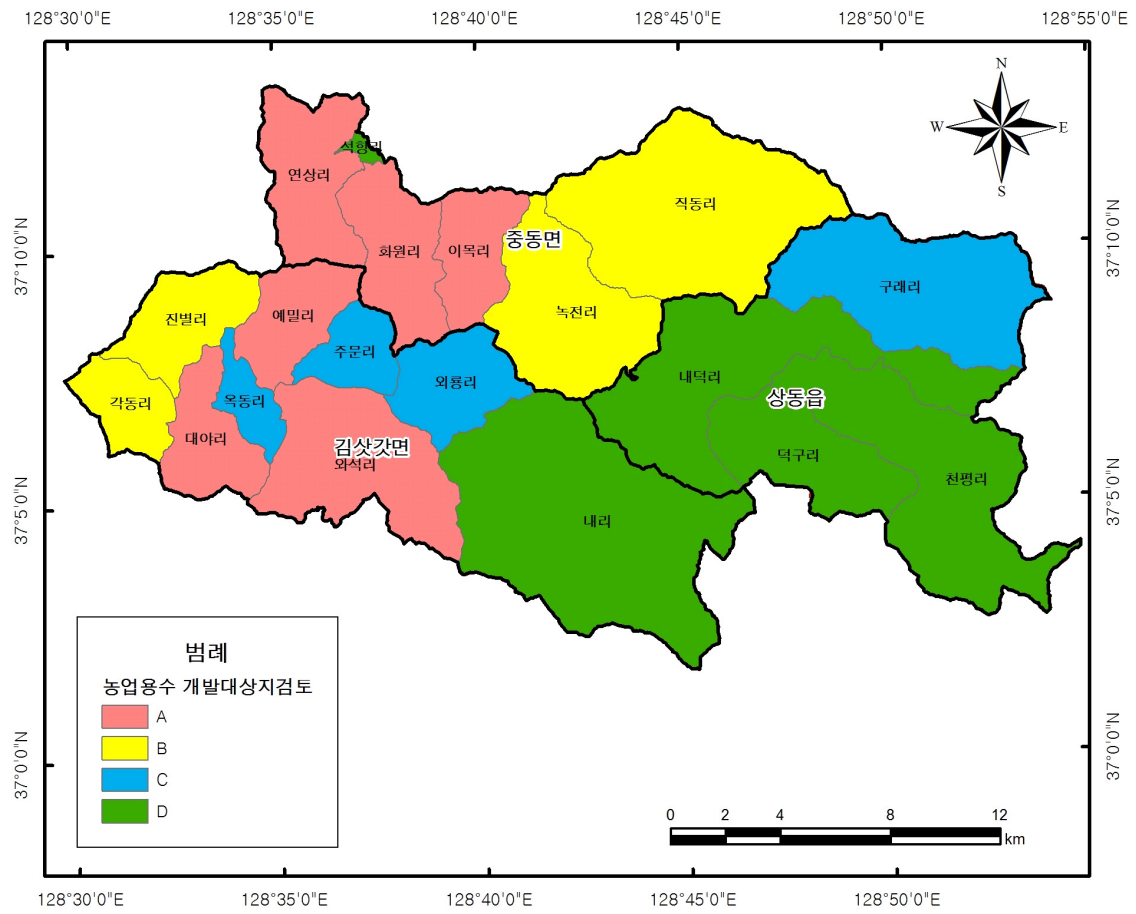 128°30'0"E 128°35'0"E 128°40'0"E 128°45'0"E 128°50'0"E 128°55'0"E
N
W E
S
석항리
연상리
직동리
37°10'0"N 37°10'0"N
화원리 이목리 중동면
구래리
예밀리 녹전리
진별리
주문리
외룡리 내덕리
상동읍
각동리 옥동리
대야리 김삿갓면
와석리 덕구리
천평리
37°5'0"N 37°5'0"N
내리
범례
농업용수 개발대상지검토
A
B
C
D
37°0'0"N 37°0'0"N
0 2 4 8 12
km
128°30'0"E 128°35'0"E 128°40'0"E 128°45'0"E 128°50'0"E